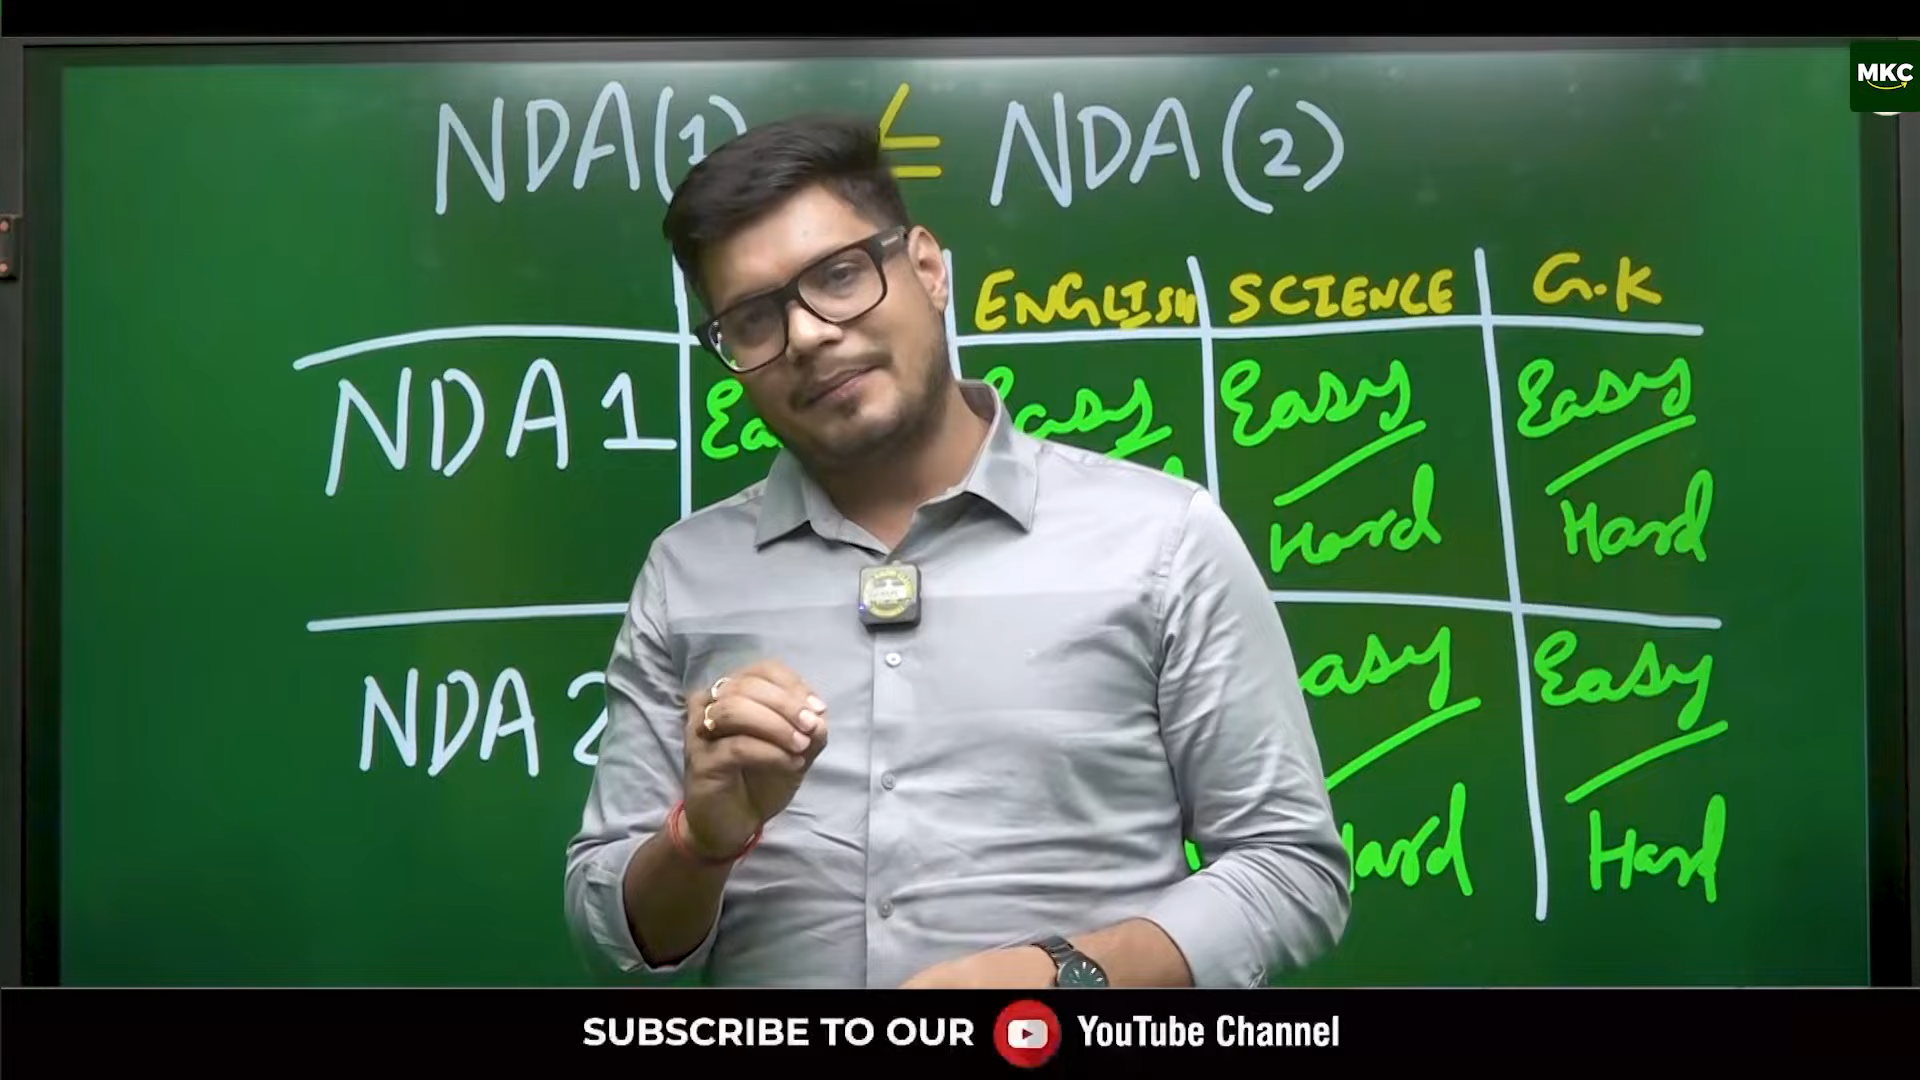 MKC
NDA(1) ≤ NDA(2)
ENGLISH SCIENCE G.K
NDA 1 Easy Easy Easy
Hard Hard
NDA 2 Easy
Hard
SUBSCRIBE TO OUR YouTube Channel